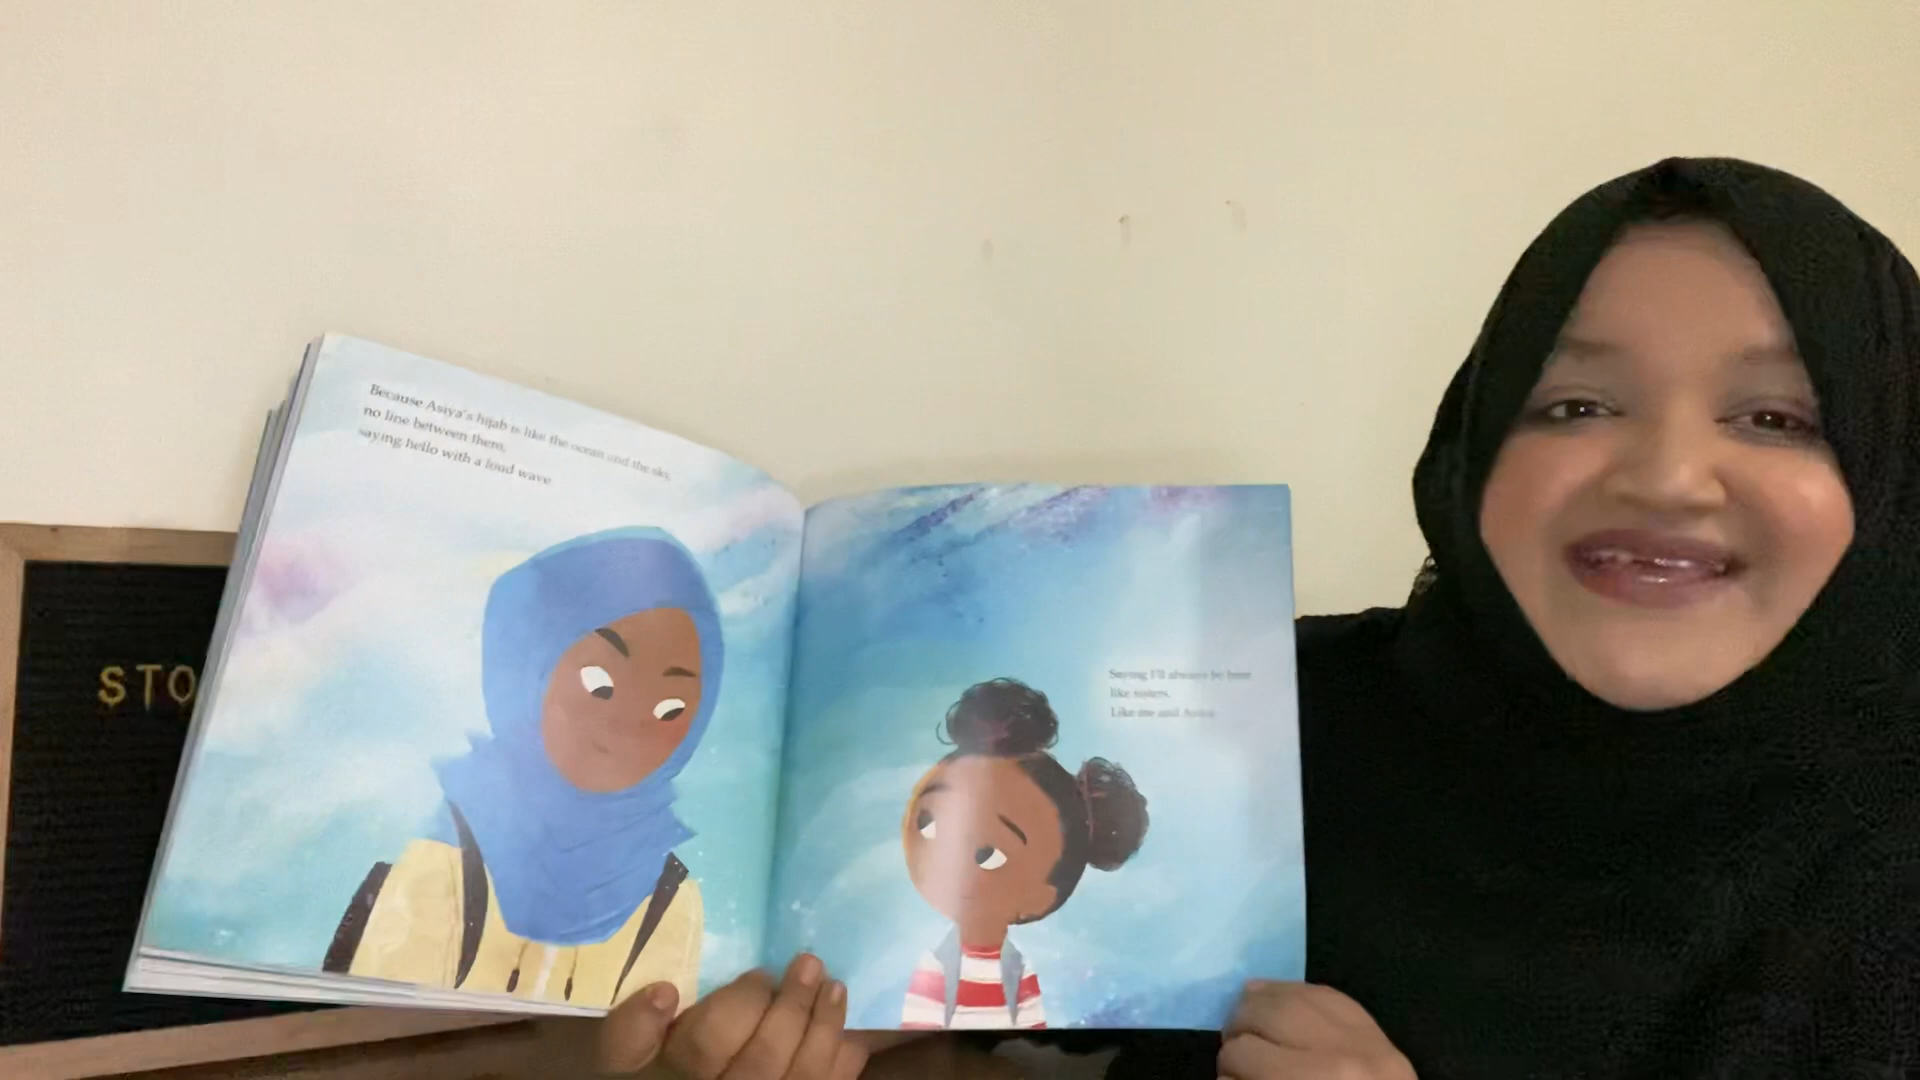 Because Asiya's hijab is like the ocean and the sky,
no line between them,
saying hello with a loud wave.
Saying I'll always be here
like sisters.
Like me and Asiya.
STO